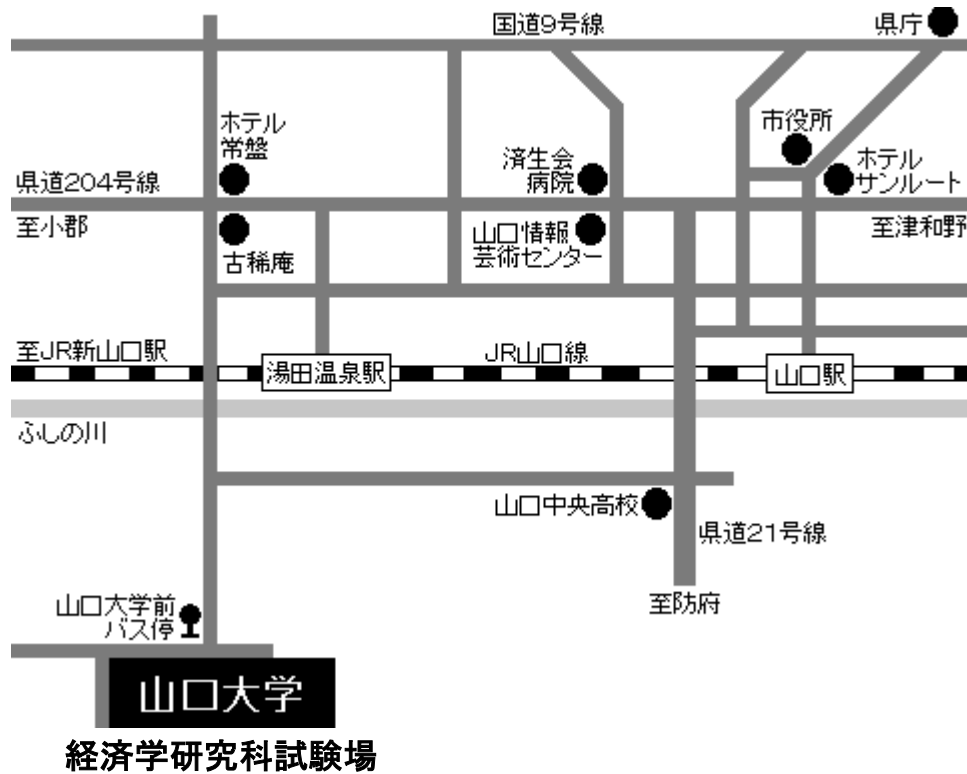 国道9号線
県庁
ホテル
常盤
市役所
済生会
病院
ホテル
サンルート
県道204号線
至小郡
古稀庵
山口情報
芸術センター
至津和野
至JR新山口駅
湯田温泉駅
JR山口線
山口駅
ふしの川
山口中央高校
県道21号線
至防府
山口大学前
バス停
山口大学
経済学研究科試験場